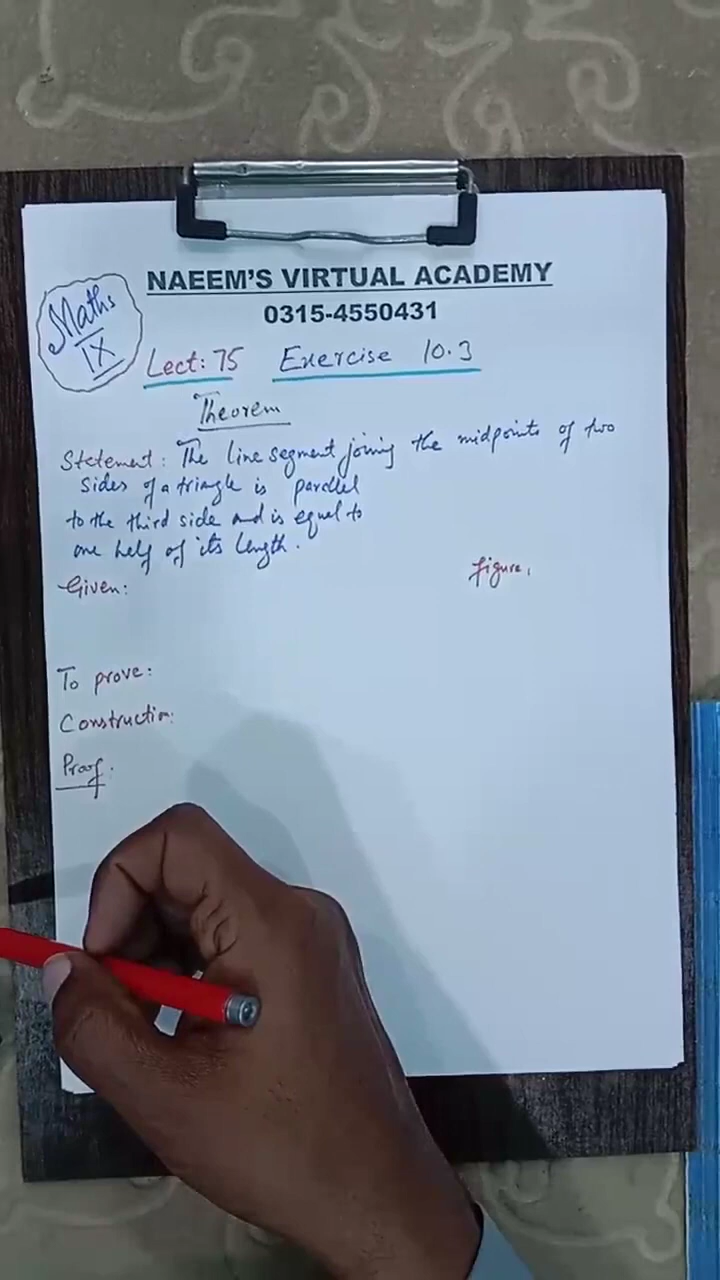 NAEEM'S VIRTUAL ACADEMY
0315-4550431
Maths
IX
Lect: 75 Exercise 10.3
Theorem
Statement: The line segment joining the midpoints of two
sides of a triangle is parallel
to the third side and is equal to
one half of its length.
Given:
figure.
To prove:
Construction:
Proof.